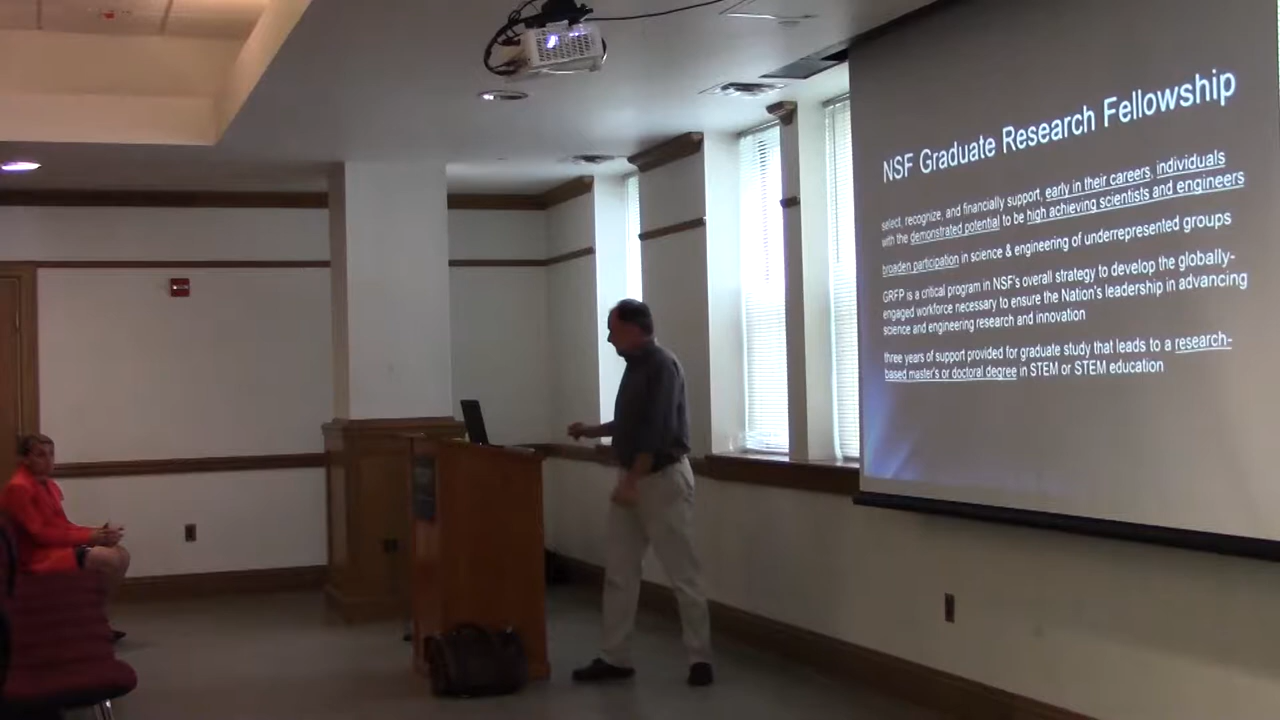 NSF Graduate Research Fellowship
select, recognize, and financially support, early in their careers, individuals
with the demonstrated potential to be high achieving scientists and engineers
broaden participation in science & engineering of underrepresented groups
GRFP is a critical program in NSF's overall strategy to develop the globally-
engaged workforce necessary to ensure the Nation's leadership in advancing
science and engineering research and innovation
three years of support provided for graduate study that leads to a research-
based master's or doctoral degree in STEM or STEM education